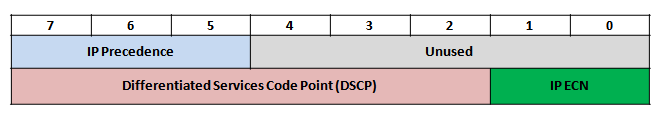 7 6 5 4 3 2 1 0
IP Precedence Unused
Differentiated Services Code Point (DSCP) IP ECN